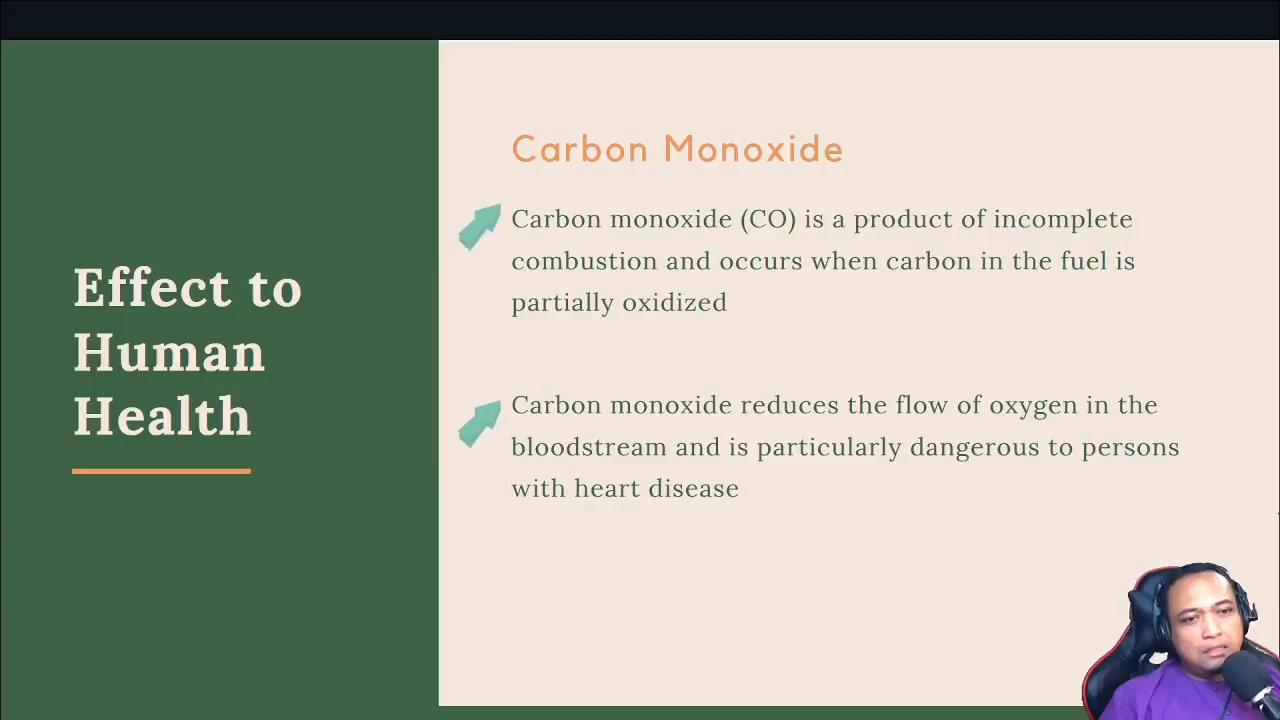 Effect to
Human
Health
Carbon Monoxide
Carbon monoxide (CO) is a product of incomplete
combustion and occurs when carbon in the fuel is
partially oxidized
Carbon monoxide reduces the flow of oxygen in the
bloodstream and is particularly dangerous to persons
with heart disease